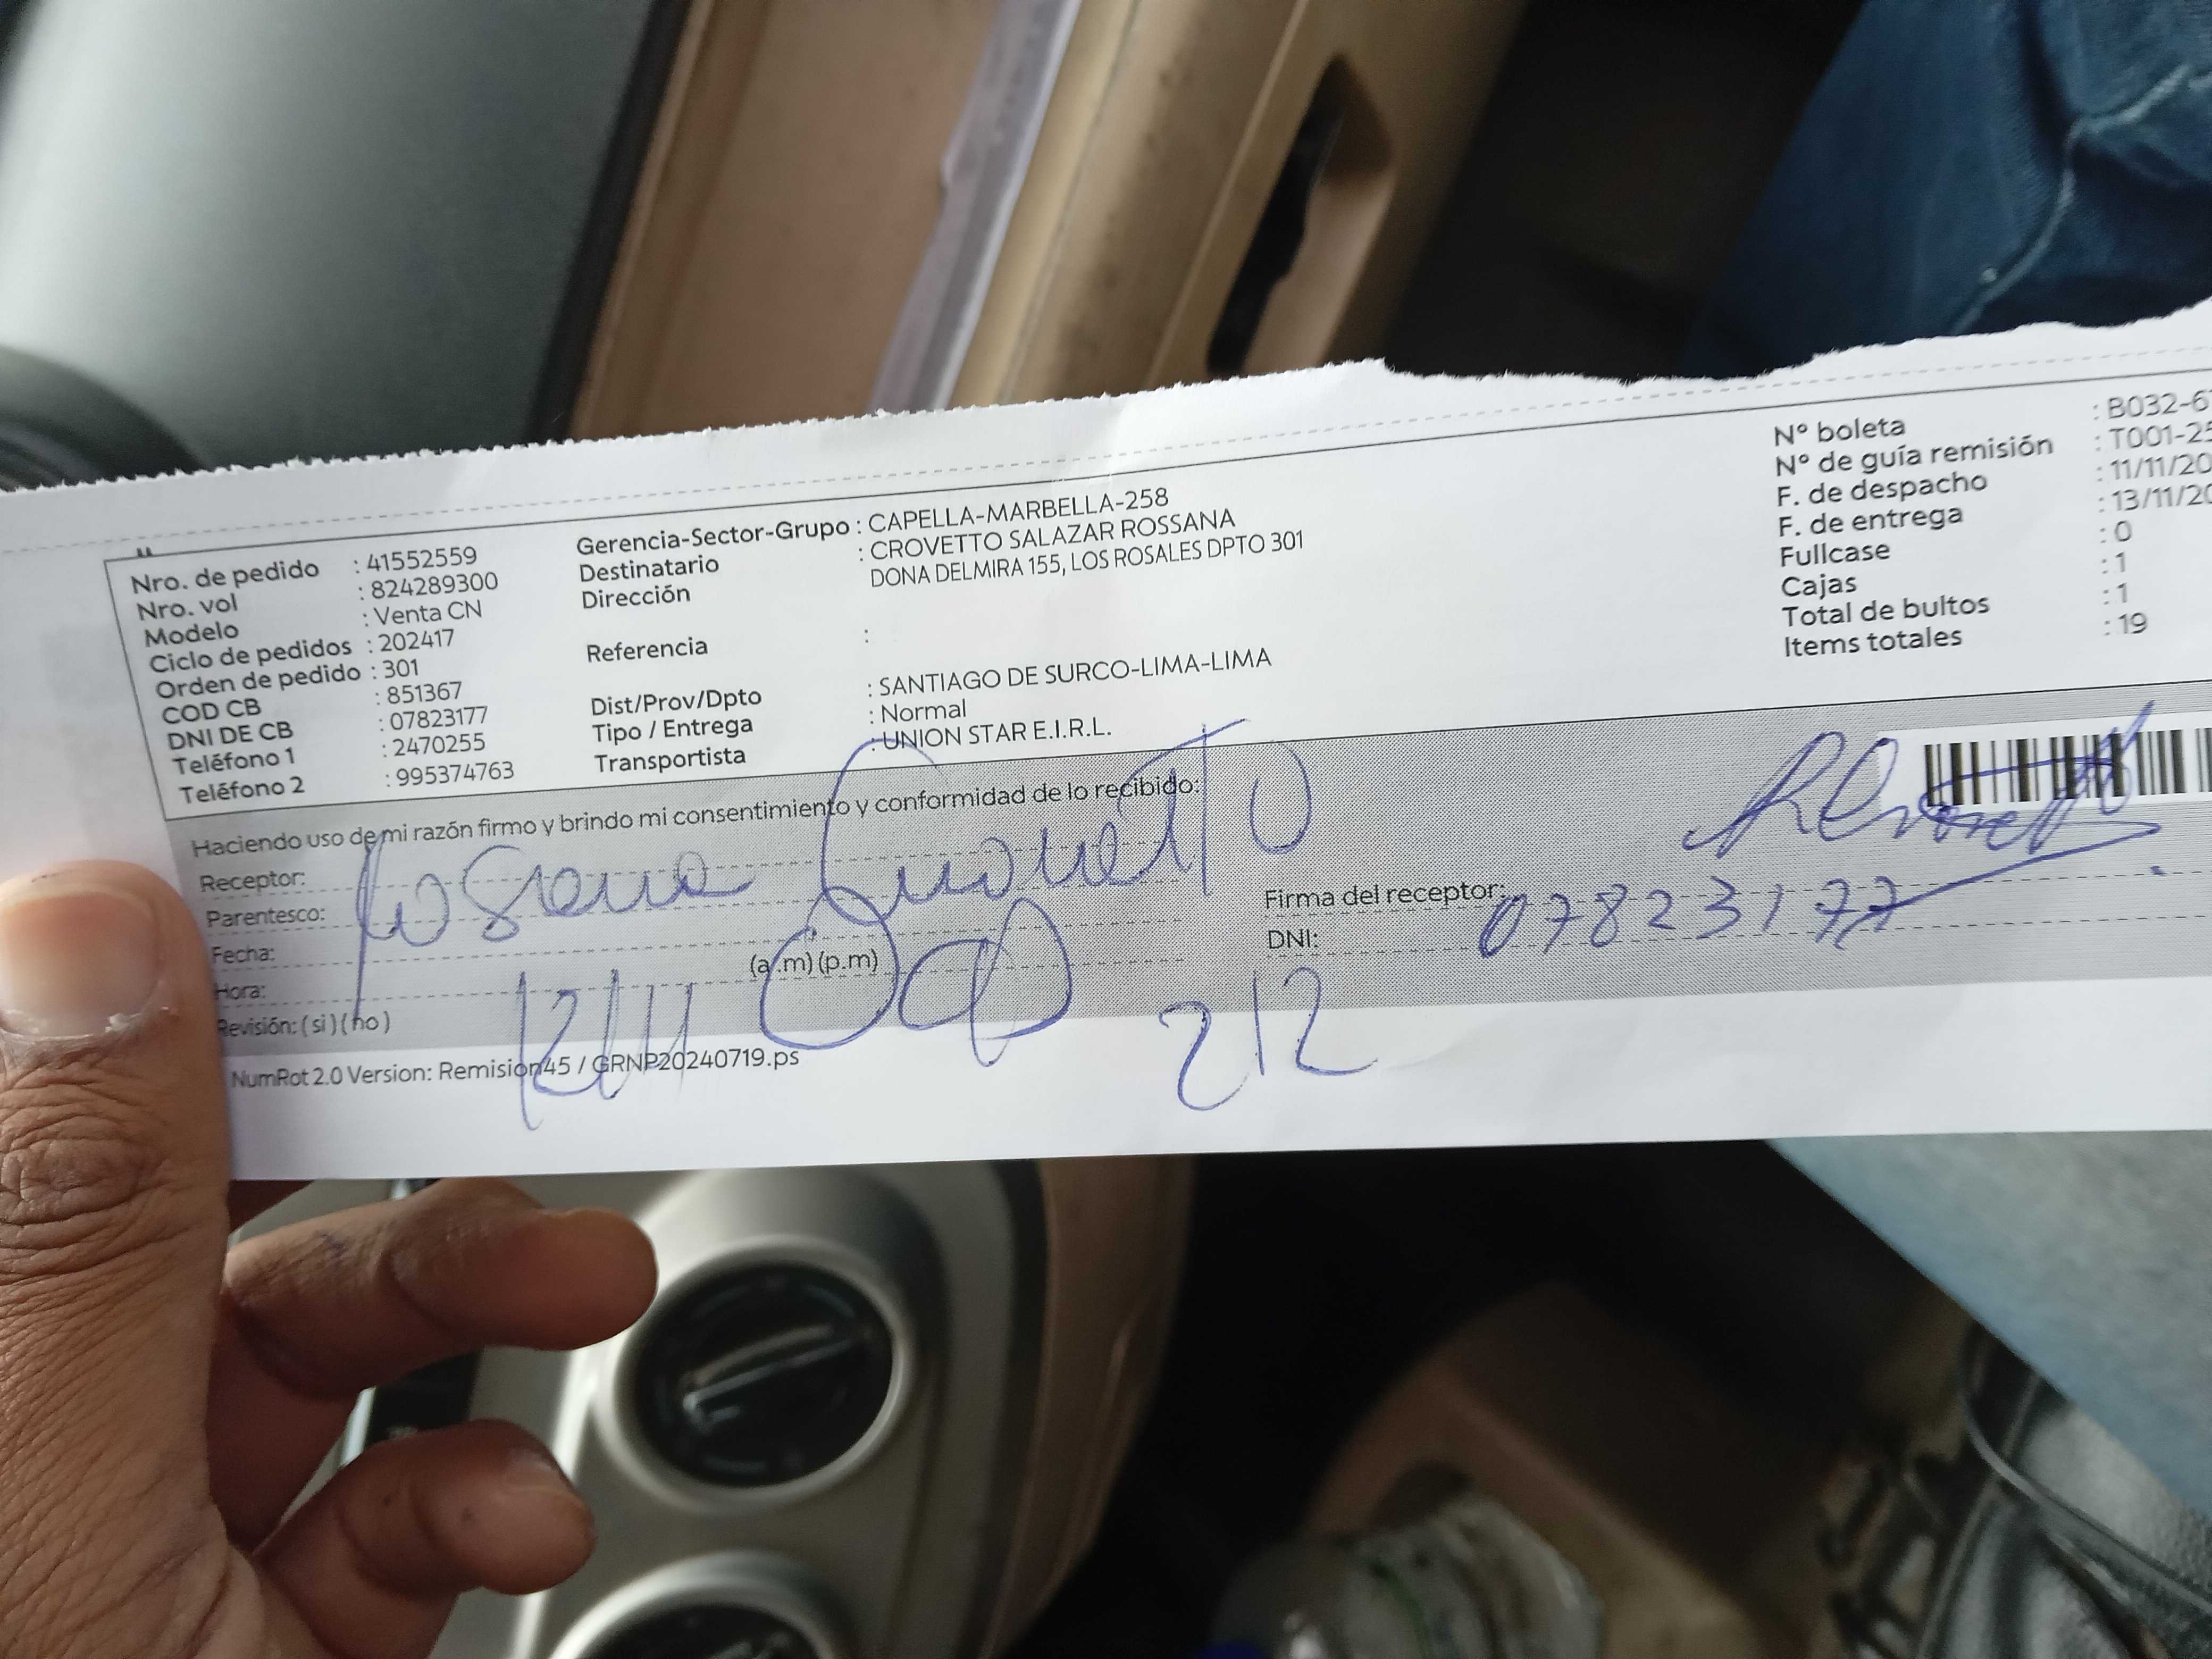 Nro. de pedido : 41552559
Nro. vol : 824289300
Modelo : Venta CN
Ciclo de pedidos : 202417
Orden de pedido : 301
COD CB : 851367
DNI DE CB : 07823177
Teléfono 1 : 2470255
Teléfono 2 : 995374763
Gerencia-Sector-Grupo : CAPELLA-MARBELLA-258
Destinatario : CROVETTO SALAZAR ROSSANA
Dirección DONA DELMIRA 155, LOS ROSALES DPTO 301
Referencia :
Dist/Prov/Dpto : SANTIAGO DE SURCO-LIMA-LIMA
Tipo / Entrega : Normal
Transportista : UNION STAR E.I.R.L.
Nº boleta : B032-6
Nº de guía remisión : T001-25
F. de despacho : 11/11/20
F. de entrega : 13/11/20
Fullcase : 0
Cajas : 1
Total de bultos : 1
Items totales : 19
Haciendo uso de mi razón firmo y brindo mi consentimiento y conformidad de lo recibido:
Receptor:
Parentesco:
Fecha:
Hora: (a.m) (p.m)
Revisión: ( si ) ( no )
Firma del receptor:
DNI: 07823177
12/11
212
NumRot 2.0 Version: Remision45 / GRNP20240719.ps